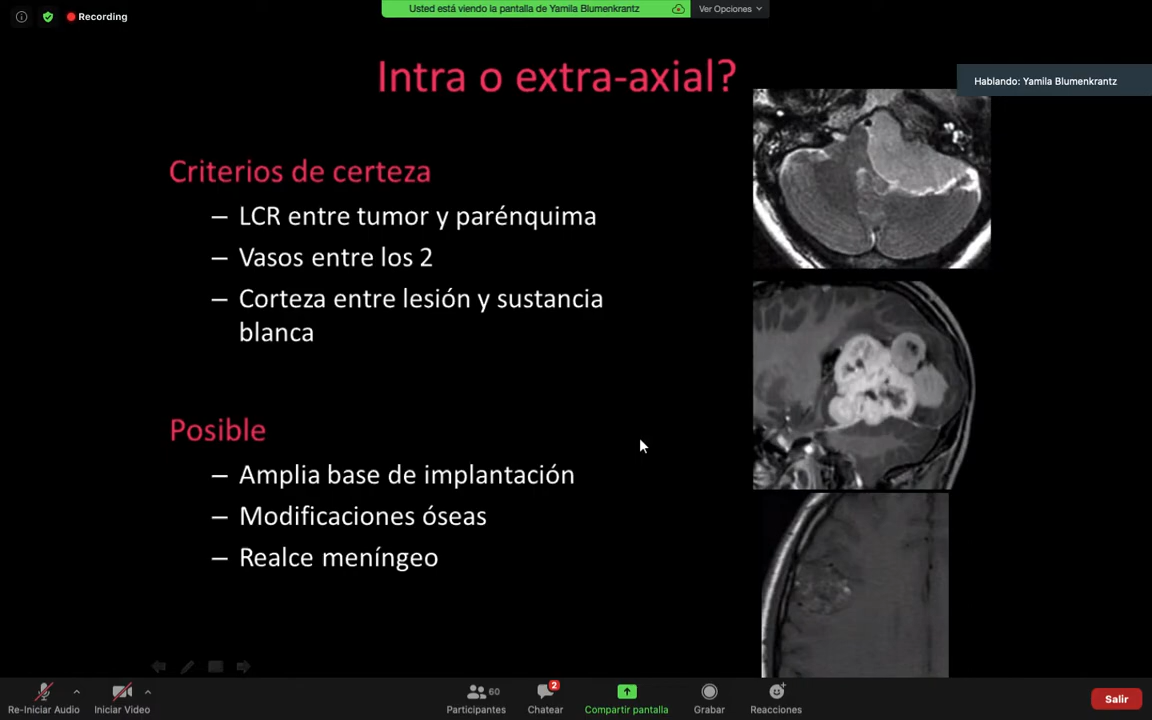 Recording
Usted está viendo la pantalla de Yamila Blumenkrantz
Ver Opciones
Hablando: Yamila Blumenkrantz
Intra o extra-axial?
Criterios de certeza
– LCR entre tumor y parénquima
– Vasos entre los 2
– Corteza entre lesión y sustancia
blanca
Posible
– Amplia base de implantación
– Modificaciones óseas
– Realce meníngeo
Re-Iniciar Audio
Iniciar Video
60
Participantes
2
Chatear
Compartir pantalla
Grabar
Reacciones
Salir